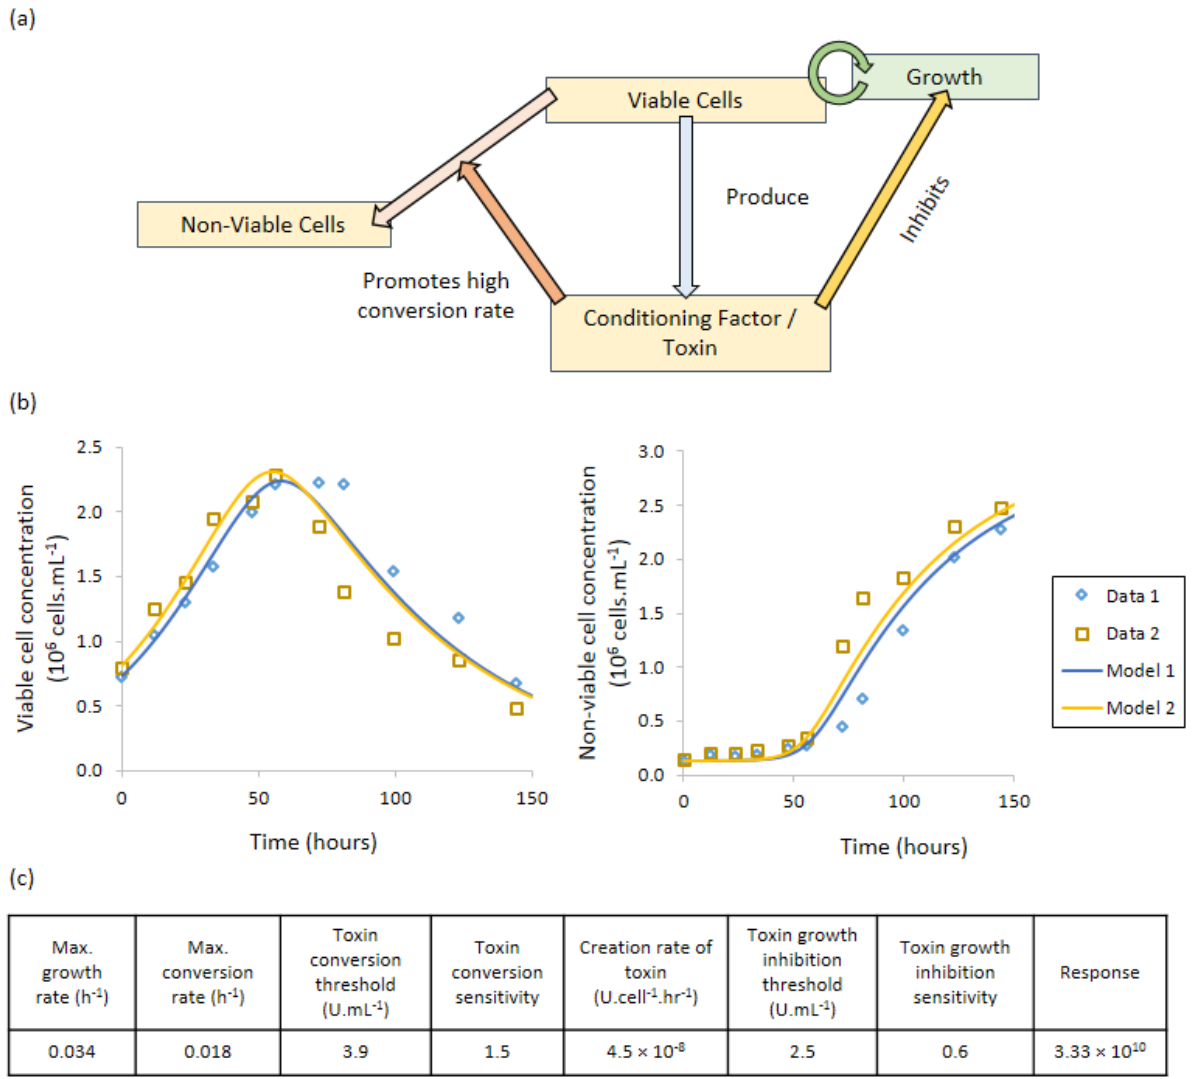 (a)
Growth
Viable Cells
Produce
Inhibits
Non-Viable Cells
Promotes high
conversion rate
Conditioning Factor /
Toxin
(b)
Viable cell concentration
(10⁶ cells.mL⁻¹)
2.5
2.0
1.5
1.0
0.5
0.0
0
50
100
150
Time (hours)
Non-viable cell concentration
(10⁶ cells.mL⁻¹)
3.0
2.5
2.0
1.5
1.0
0.5
0.0
0
50
100
150
Time (hours)
Data 1
Data 2
Model 1
Model 2
(c)
Max.
growth
rate (h⁻¹)
Max.
conversion
rate (h⁻¹)
Toxin
conversion
threshold
(U.mL⁻¹)
Toxin
conversion
sensitivity
Creation rate of
toxin
(U.cell⁻¹.hr⁻¹)
Toxin growth
inhibition
threshold
(U.mL⁻¹)
Toxin growth
inhibition
sensitivity
Response
0.034
0.018
3.9
1.5
4.5 × 10⁻⁸
2.5
0.6
3.33 × 10¹⁰